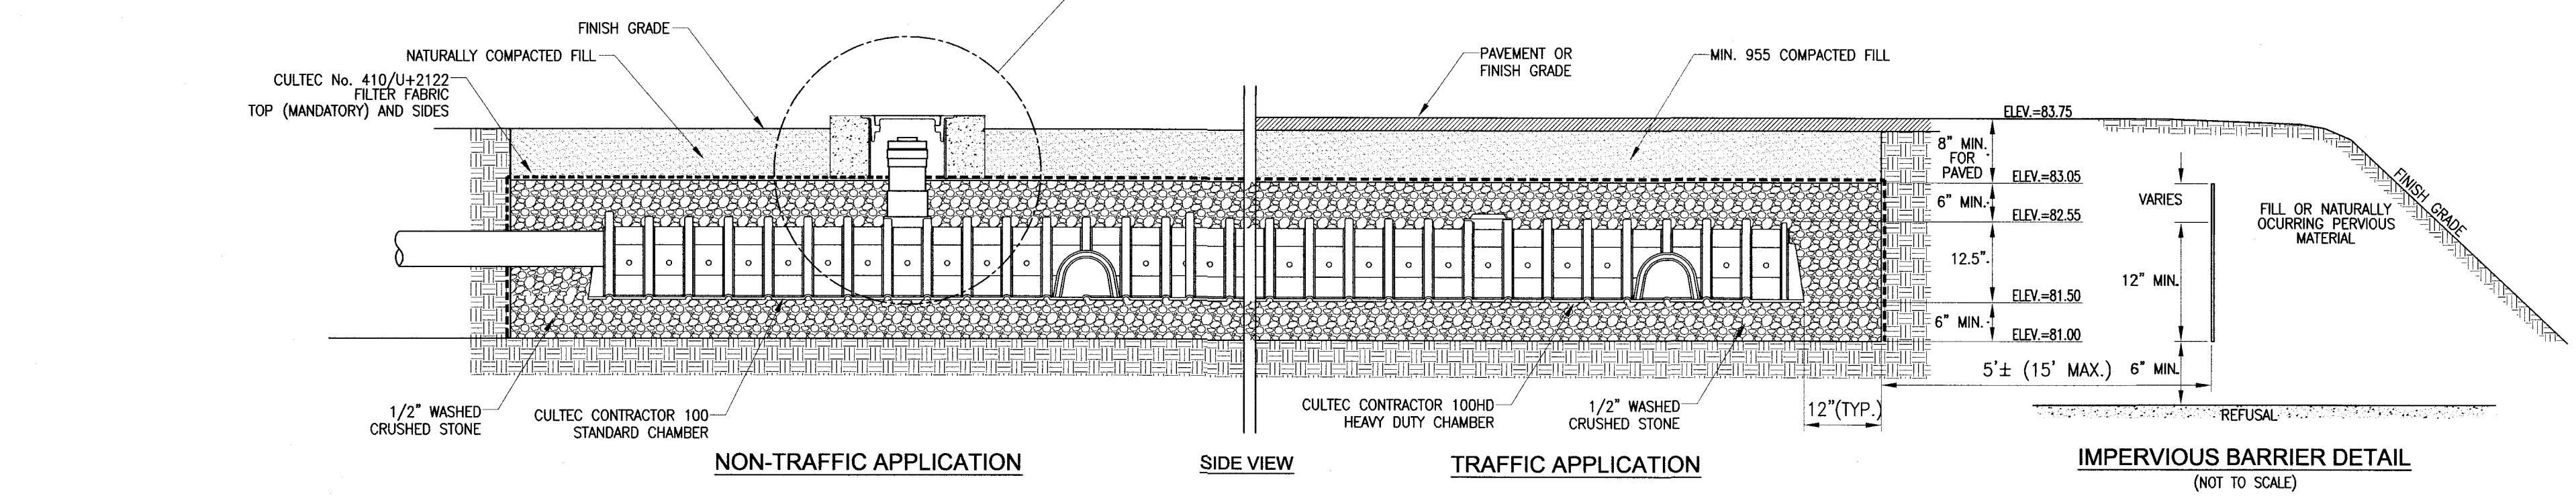 FINISH GRADE
NATURALLY COMPACTED FILL
CULTEC No. 410/U+2122
FILTER FABRIC
TOP (MANDATORY) AND SIDES
PAVEMENT OR
FINISH GRADE
MIN. 955 COMPACTED FILL
ELEV.=83.75
8" MIN.
FOR
PAVED
ELEV.=83.05
6" MIN.
ELEV.=82.55
12.5"
ELEV.=81.50
6" MIN.
ELEV.=81.00
VARIES
12" MIN.
6" MIN.
FILL OR NATURALLY
OCURRING PERVIOUS
MATERIAL
FINISH GRADE
5'± (15' MAX.)
12"(TYP.)
REFUSAL
1/2" WASHED
CRUSHED STONE
CULTEC CONTRACTOR 100
STANDARD CHAMBER
CULTEC CONTRACTOR 100HD
HEAVY DUTY CHAMBER
1/2" WASHED
CRUSHED STONE
NON-TRAFFIC APPLICATION
SIDE VIEW
TRAFFIC APPLICATION
IMPERVIOUS BARRIER DETAIL
(NOT TO SCALE)